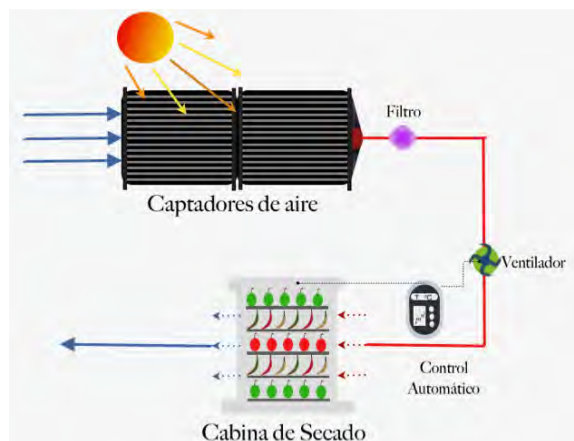 Filtro
Captadores de aire
Ventilador
T °C
Control
Automático
Cabina de Secado